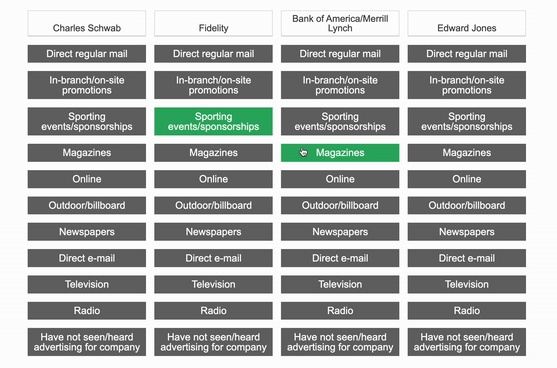 Charles Schwab
Fidelity
Bank of America/Merrill
Lynch
Edward Jones
Direct regular mail
Direct regular mail
Direct regular mail
Direct regular mail
In-branch/on-site
promotions
In-branch/on-site
promotions
In-branch/on-site
promotions
In-branch/on-site
promotions
Sporting
events/sponsorships
Sporting
events/sponsorships
Sporting
events/sponsorships
Sporting
events/sponsorships
Magazines
Magazines
Magazines
Magazines
Online
Online
Online
Online
Outdoor/billboard
Outdoor/billboard
Outdoor/billboard
Outdoor/billboard
Newspapers
Newspapers
Newspapers
Newspapers
Direct e-mail
Direct e-mail
Direct e-mail
Direct e-mail
Television
Television
Television
Television
Radio
Radio
Radio
Radio
Have not seen/heard
advertising for company
Have not seen/heard
advertising for company
Have not seen/heard
advertising for company
Have not seen/heard
advertising for company